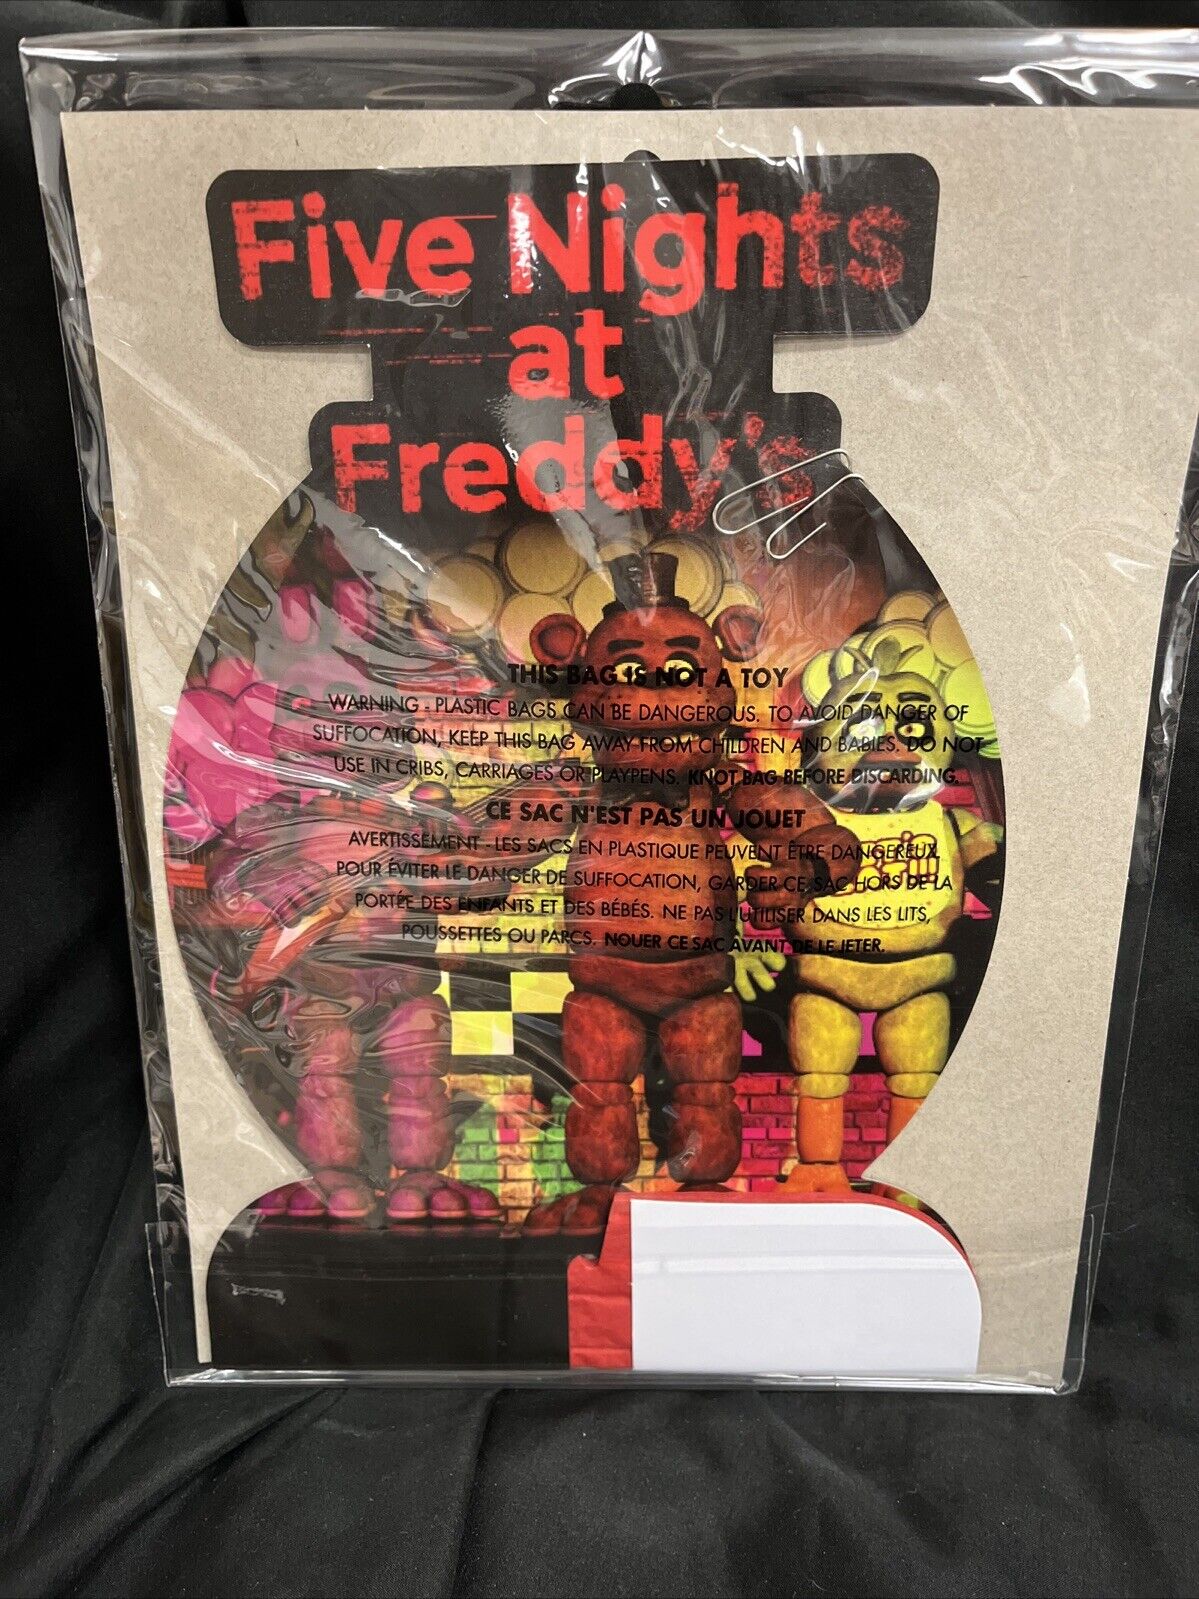 Five Nights
at
Freddy's
THIS BAG IS NOT A TOY
WARNING - PLASTIC BAGS CAN BE DANGEROUS. TO AVOID DANGER OF
SUFFOCATION, KEEP THIS BAG AWAY FROM CHILDREN AND BABIES. DO NOT
USE IN CRIBS, CARRIAGES OR PLAYPENS. KNOT BAG BEFORE DISCARDING.
CE SAC N'EST PAS UN JOUET
AVERTISSEMENT - LES SACS EN PLASTIQUE PEUVENT ÊTRE DANGEREUX.
POUR ÉVITER LE DANGER DE SUFFOCATION, GARDER CE SAC HORS DE LA
PORTÉE DES ENFANTS ET DES BÉBÉS. NE PAS L'UTILISER DANS LES LITS,
POUSSETTES OU PARCS. NOUER CE SAC AVANT DE LE JETER.